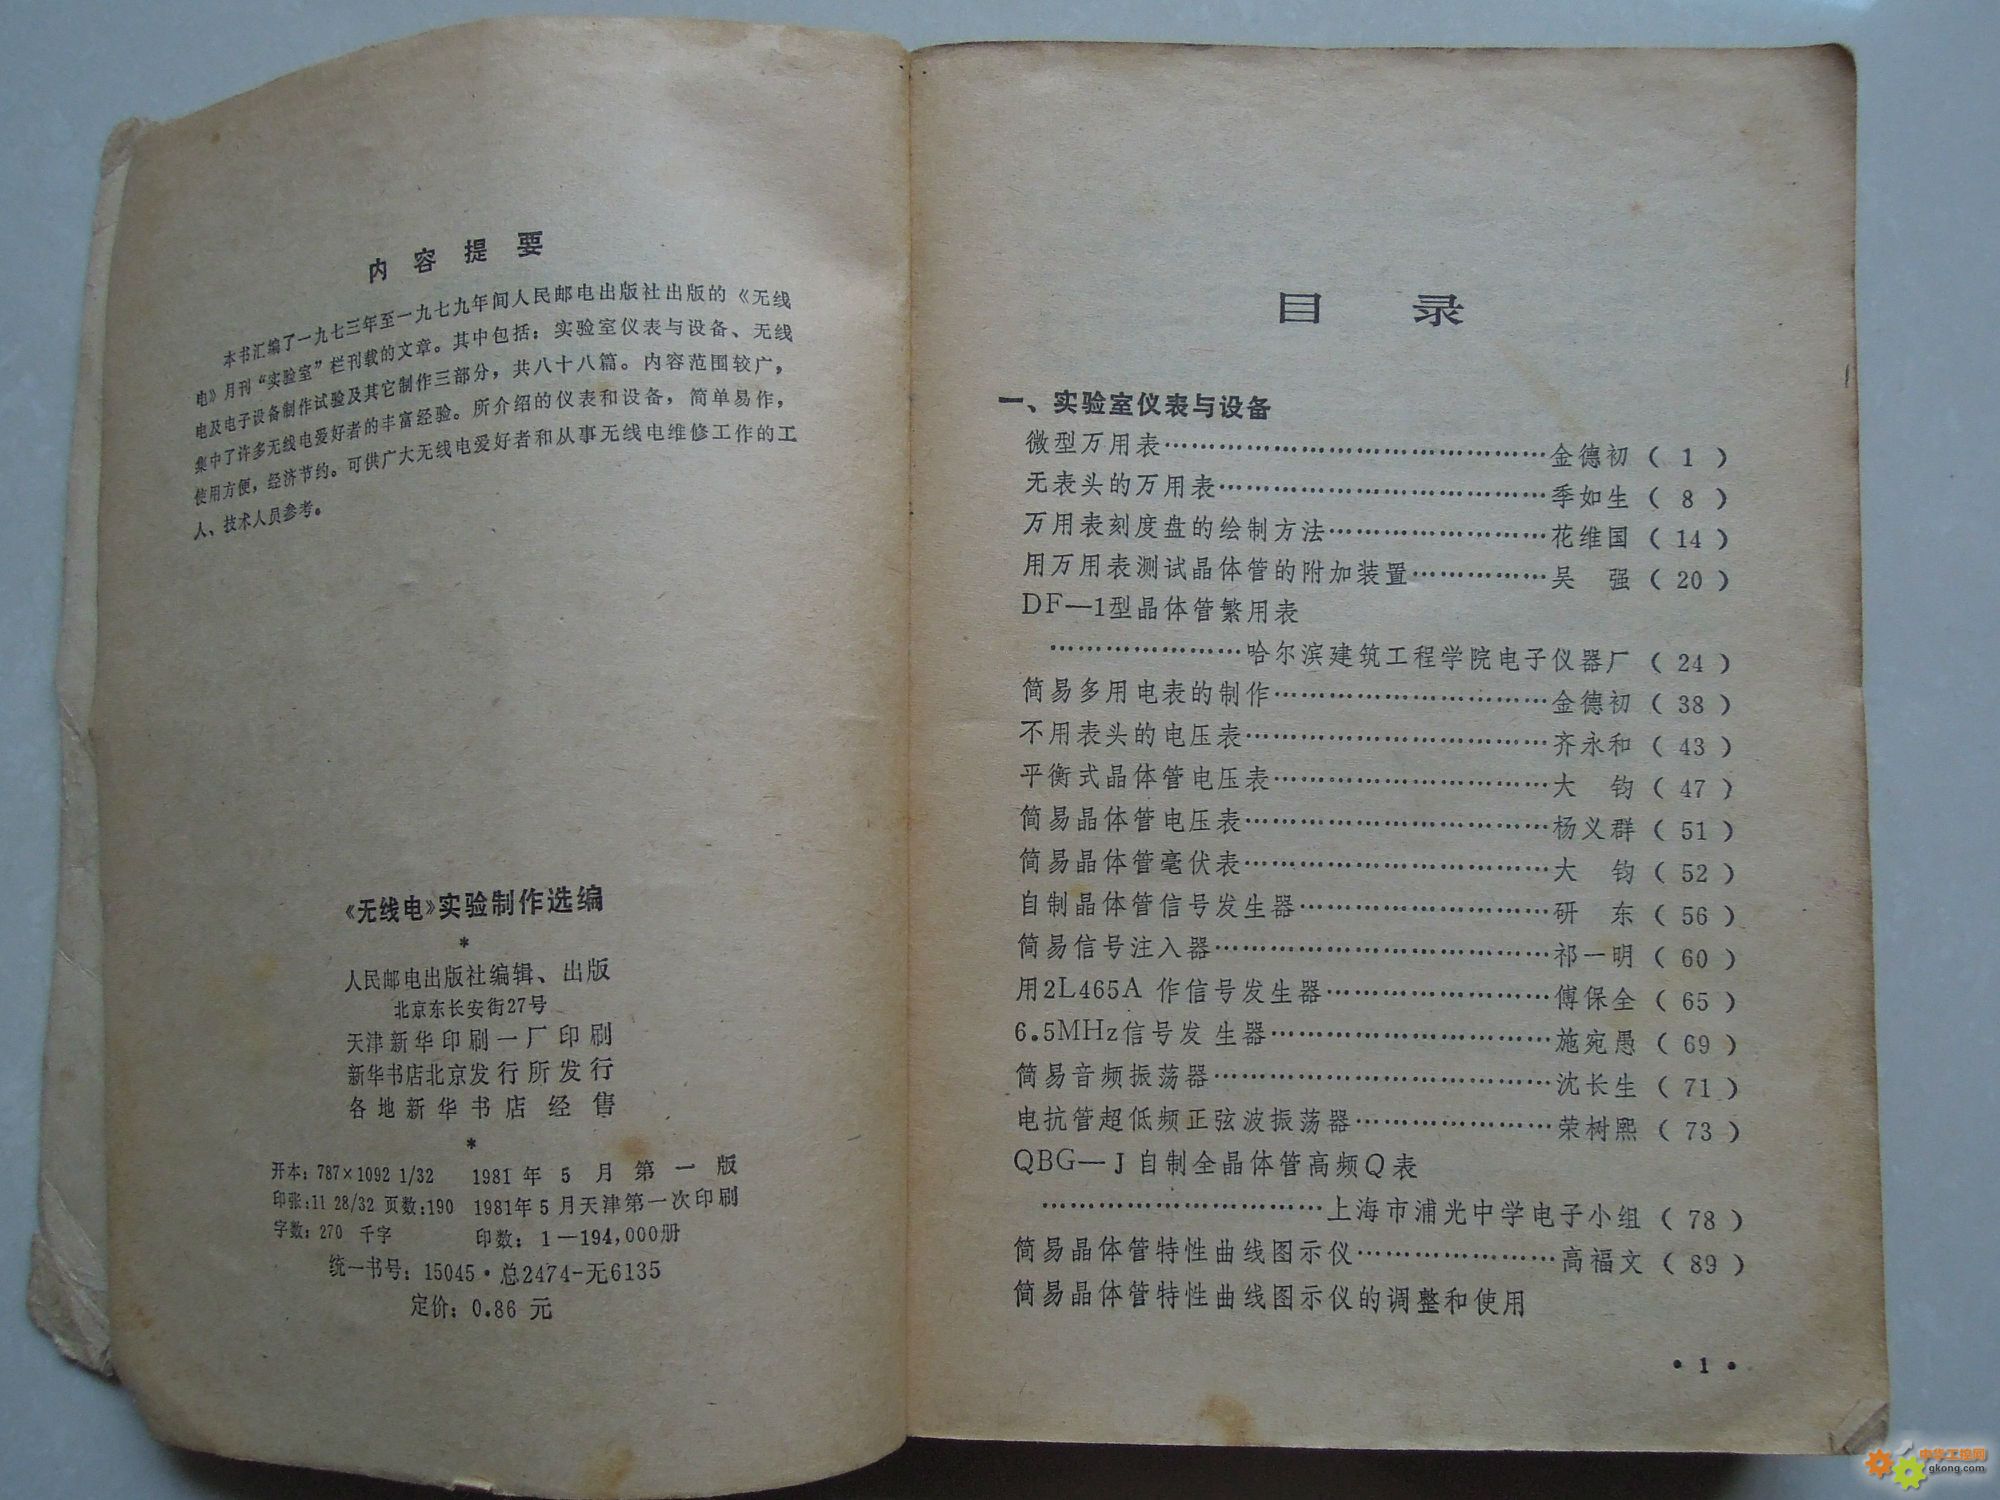 内容提要
本书汇编了一九七三年至一九七九年间人民邮电出版社出版的《无线
电》月刊“实验室”栏刊载的文章。其中包括：实验室仪表与设备、无线
电及电子设备制作试验及其它制作三部分，共八十八篇。内容范围较广，
集中了许多无线电爱好者的丰富经验。所介绍的仪表和设备，简单易作，
使用方便，经济节约。可供广大无线电爱好者和从事无线电维修工作的工
人、技术人员参考。
《无线电》实验制作选编
*
人民邮电出版社编辑、出版
北京东长安街27号
天津新华印刷一厂印刷
新华书店北京发行所发行
各地新华书店经售
*
开本：787×1092 1/32 1981年5月第一版
印张：11 28/32 页数：190 1981年5月天津第一次印刷
字数：270 千字 印数：1—194,000册
统一书号：15045·总2474-无6135
定价：0.86 元
目 录
一、实验室仪表与设备
微型万用表……………………………………金德初（ 1 ）
无表头的万用表………………………………季如生（ 8 ）
万用表刻度盘的绘制方法……………………花维国（ 14 ）
用万用表测试晶体管的附加装置……………吴 强（ 20 ）
DF—1型晶体管繁用表
…………………哈尔滨建筑工程学院电子仪器厂（ 24 ）
简易多用电表的制作…………………………金德初（ 38 ）
不用表头的电压表……………………………齐永和（ 43 ）
平衡式晶体管电压表…………………………大 钧（ 47 ）
简易晶体管电压表……………………………杨义群（ 51 ）
简易晶体管毫伏表……………………………大 钧（ 52 ）
自制晶体管信号发生器………………………研 东（ 56 ）
简易信号注入器………………………………祁一明（ 60 ）
用2L465A 作信号发生器……………………傅保全（ 65 ）
6.5MHz信号发生器…………………………施宛愚（ 69 ）
简易音频振荡器………………………………沈长生（ 71 ）
电抗管超低频正弦波振荡器…………………荣树熙（ 73 ）
QBG—J 自制全晶体管高频Q表
…………………………上海市浦光中学电子小组（ 78 ）
简易晶体管特性曲线图示仪…………………高福文（ 89 ）
简易晶体管特性曲线图示仪的调整和使用
• 1 •
中华工控网
gkong.com